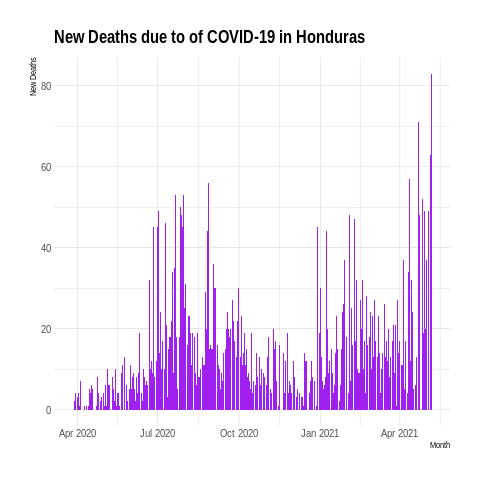 New Deaths due to of COVID-19 in Honduras
New Deaths
80
60
40
20
0
Apr 2020 Jul 2020 Oct 2020 Jan 2021 Apr 2021
Month